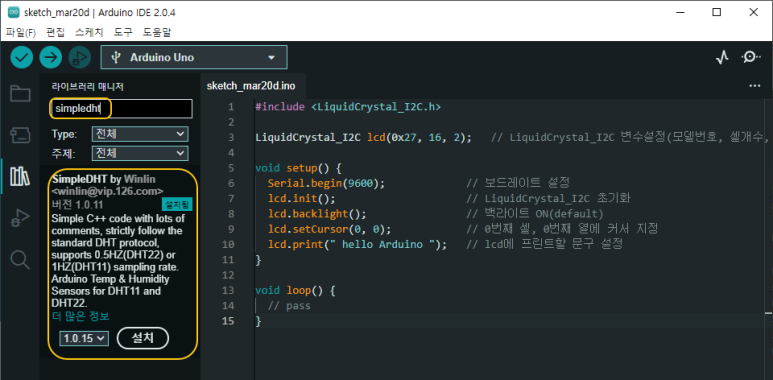 sketch_mar20d | Arduino IDE 2.0.4
파일(F) 편집 스케치 도구 도움말
Arduino Uno
라이브러리 매니저
simpledht
Type: 전체
주제: 전체
SimpleDHT by Winlin
<winlin@vip.126.com>
버전 1.0.11 설치됨
Simple C++ code with lots of
comments, strictly follow the
standard DHT protocol,
supports 0.5HZ(DHT22) or
1HZ(DHT11) sampling rate.
Arduino Temp & Humidity
Sensors for DHT11 and
DHT22.
더 많은 정보
1.0.15 설치
sketch_mar20d.ino
1 #include <LiquidCrystal_I2C.h>
2
3 LiquidCrystal_I2C lcd(0x27, 16, 2); // LiquidCrystal_I2C 변수설정(모델번호, 셀개수,
4
5 void setup() {
6 Serial.begin(9600); // 보드레이트 설정
7 lcd.init(); // LiquidCrystal_I2C 초기화
8 lcd.backlight(); // 백라이트 ON(default)
9 lcd.setCursor(0, 0); // 0번째 셀, 0번째 열에 커서 지정
10 lcd.print(" hello Arduino "); // lcd에 프린트할 문구 설정
11 }
12
13 void loop() {
14 // pass
15 }